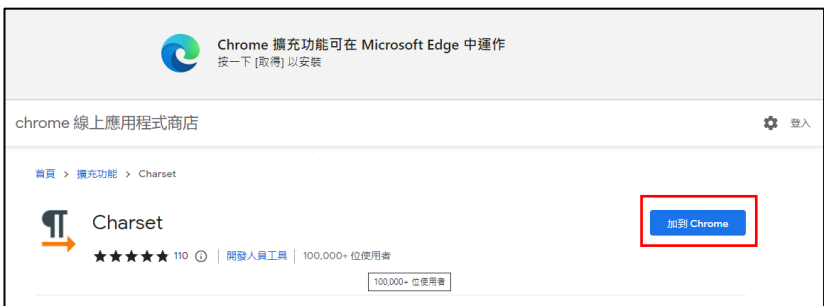 Chrome 擴充功能可在 Microsoft Edge 中運作
按一下 [取得] 以安裝
chrome 線上應用程式商店
登入
首頁 > 擴充功能 > Charset
Charset
加到 Chrome
★★★★★ 110 ⓘ | 開發人員工具 | 100,000+ 位使用者
100,000+ 位使用者